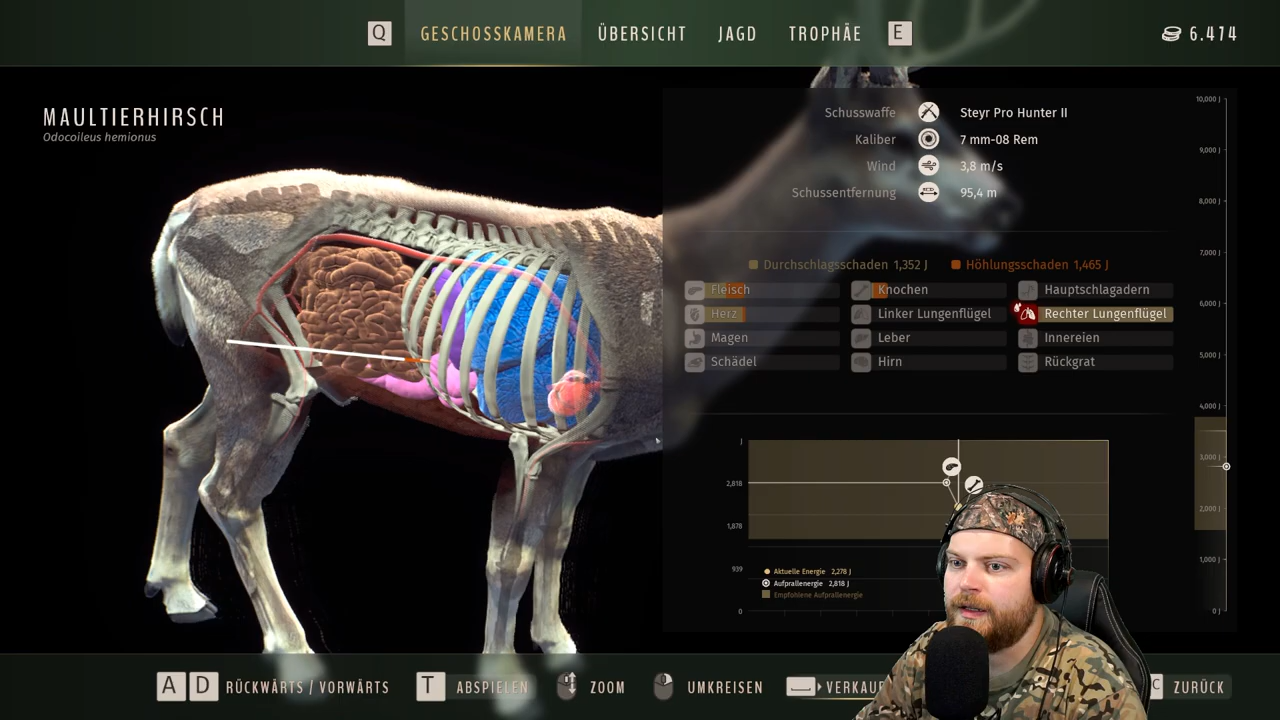 Q GESCHOSSKAMERA ÜBERSICHT JAGD TROPHÄE E 6.474
MAULTIERHIRSCH
Odocoileus hemionus
Schusswaffe Steyr Pro Hunter II
Kaliber 7 mm-08 Rem
Wind 3,8 m/s
Schussentfernung 95,4 m
Durchschlagsschaden 1,352 J Höhlungsschaden 1,465 J
Fleisch Knochen Hauptschlagadern
Herz Linker Lungenflügel Rechter Lungenflügel
Magen Leber Innereien
Schädel Hirn Rückgrat
10,000 J
9,000 J
8,000 J
7,000 J
6,000 J
5,000 J
4,000 J
3,000 J
2,000 J
1,000 J
0 J
J
2,818
1,878
939
0
Aktuelle Energie 2,278 J
Aufprallenergie 2,818 J
Empfohlene Aufprallenergie
A D RÜCKWÄRTS / VORWÄRTS T ABSPIELEN ZOOM UMKREISEN VERKAUF C ZURÜCK